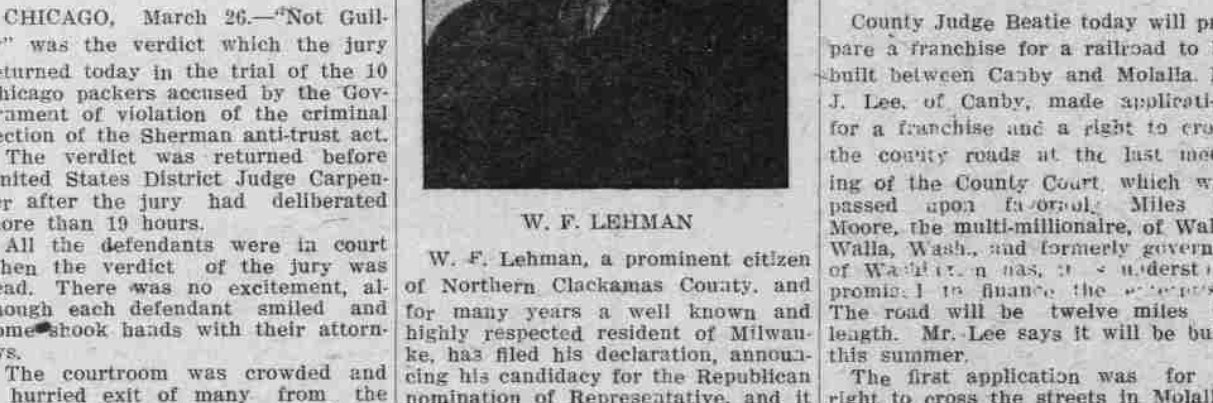 CHICAGO, March 26.—"Not Guil-
" was the verdict which the jury
eturned today in the trial of the 10
hicago packers accused by the Gov-
rnment of violation of the criminal
ection of the Sherman anti-trust act.
The verdict was returned before
nited States District Judge Carpen-
er after the jury had deliberated
ore than 19 hours.
All the defendants were in court
hen the verdict of the jury was
ead. There was no excitement, al-
hough each defendant smiled and
ome shook hands with their attorn-
ys.
The courtroom was crowded and
hurried exit of many from the
W. F. LEHMAN
W. F. Lehman, a prominent citizen
of Northern Clackamas County, and
for many years a well known and
highly respected resident of Milwau-
ke, has filed his declaration, announ-
cing his candidacy for the Republican
nomination of Representative, and it
County Judge Beatie today will pr
pare a franchise for a railroad to
built between Canby and Molalla.
J. Lee, of Canby, made applicati-
for a franchise and a right to cro
the county roads at the last mee
ing of the County Court which w
passed upon Miles
Moore, the multi-millionaire, of Wal
Walla, Wash., and formerly govern
of has,
to finance the
The road will be twelve miles
length. Mr. Lee says it will be bu
this summer.
The first application was for
right to cross the streets in Molall